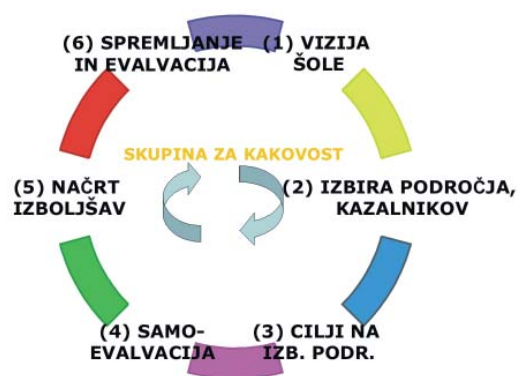 (6) SPREMLJANJE
IN EVALVACIJA
(1) VIZIJA
ŠOLE
SKUPINA ZA KAKOVOST
(5) NAČRT
IZBOLJŠAV
(2) IZBIRA PODROČJA,
KAZALNIKOV
(4) SAMO-
EVALVACIJA
(3) CILJI NA
IZB. PODR.